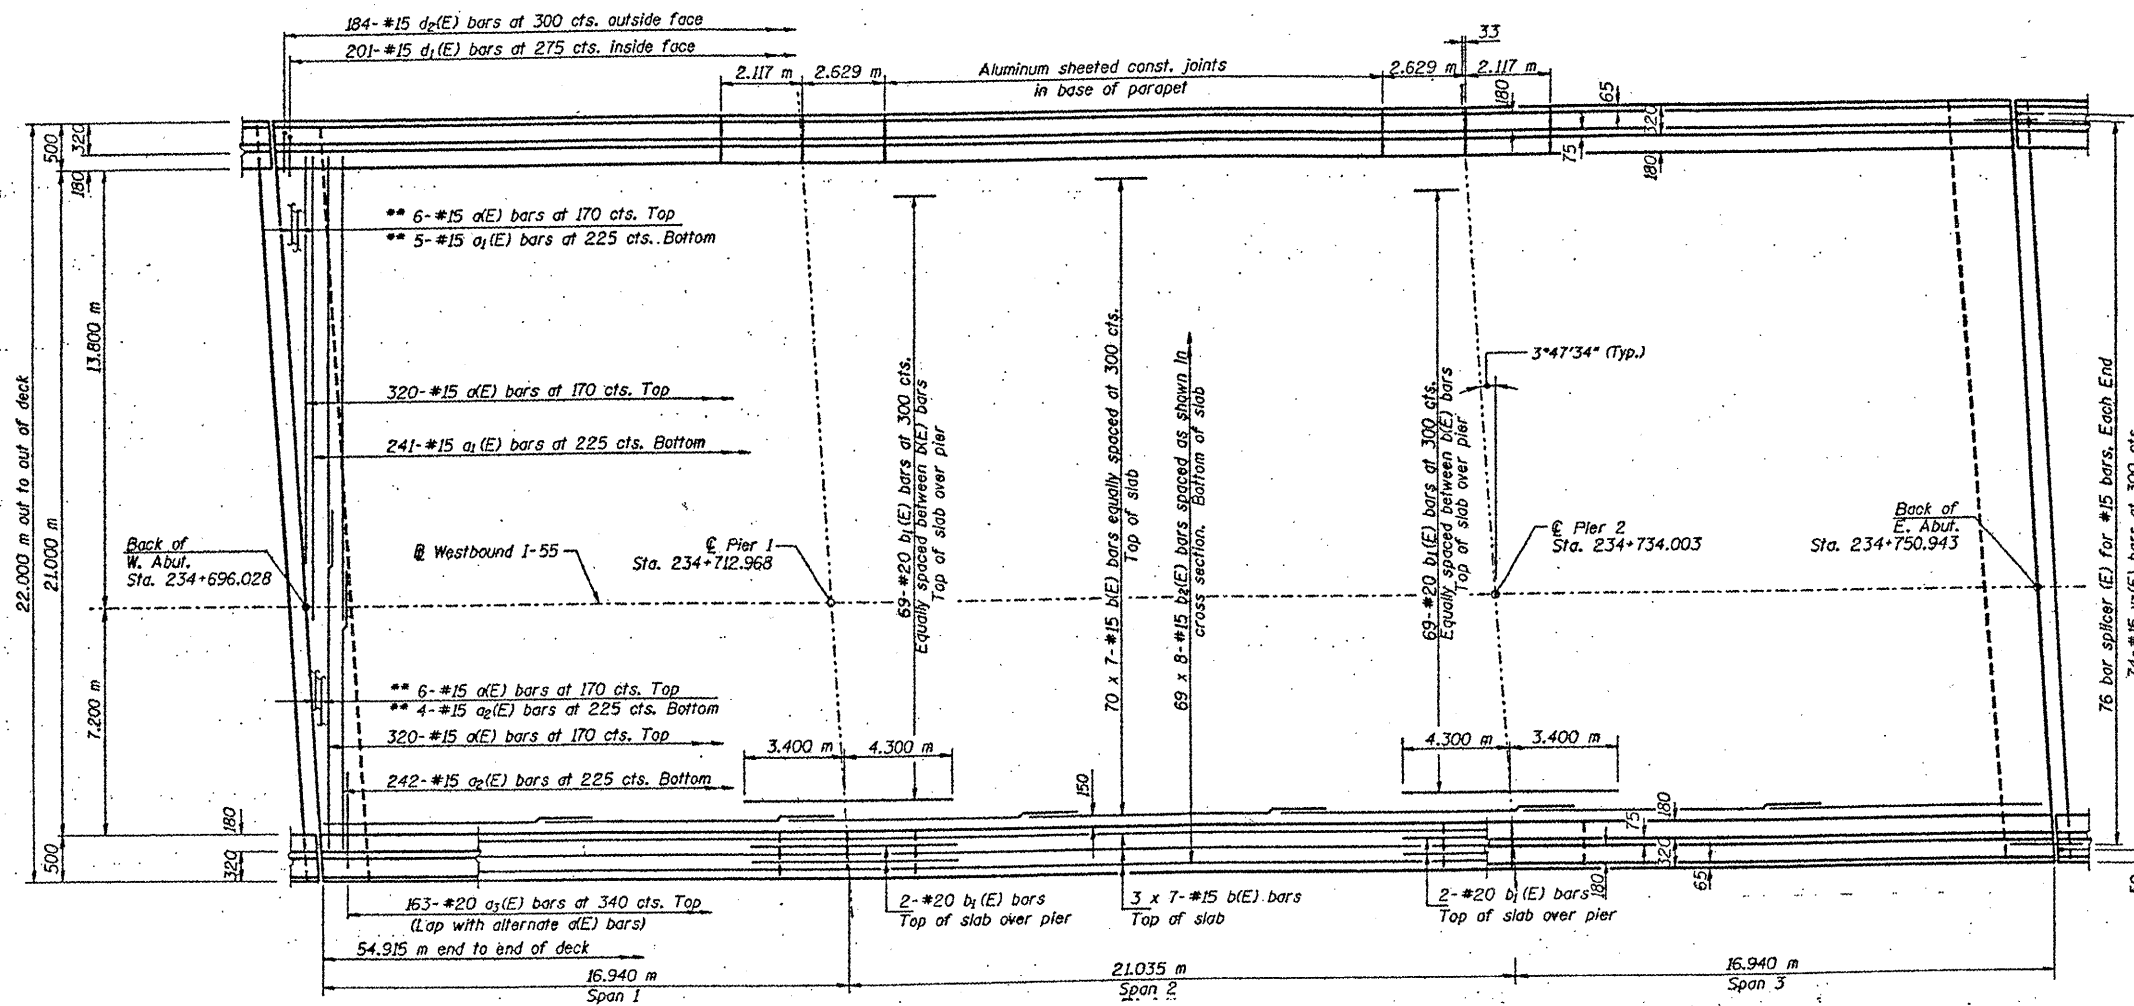 184-#15 d₂(E) bars at 300 cts. outside face
201-#15 d₁(E) bars at 275 cts. inside face
33
2.117 m
2.629 m
Aluminum sheeted const. joints
in base of parapet
2.629 m
2.117 m
180
65
320
75
180
500
320
180
** 6-#15 a(E) bars at 170 cts. Top
** 5-#15 a₁(E) bars at 225 cts. Bottom
22.000 m out to out of deck
21.000 m
13.800 m
7.200 m
320-#15 a(E) bars at 170 cts. Top
241-#15 a₁(E) bars at 225 cts. Bottom
69-#20 b₁(E) bars at 300 cts.
Equally spaced between b(E) bars
Top of slab over pier
70 x 7-#15 b(E) bars equally spaced at 300 cts.
Top of slab
69 x 8-#15 b₂(E) bars spaced as shown in
cross section. Bottom of slab
69-#20 b₁(E) bars at 300 cts.
Equally spaced between b(E) bars
Top of slab over pier
3°47'34" (Typ.)
76 bar splicer (E) for #15 bars, Each End
Back of
W. Abut.
Sta. 234+696.028
℄ Westbound I-55
℄ Pier 1
Sta. 234+712.968
℄ Pier 2
Sta. 234+734.003
Back of
E. Abut.
Sta. 234+750.943
** 6-#15 a(E) bars at 170 cts. Top
** 4-#15 a₂(E) bars at 225 cts. Bottom
320-#15 a(E) bars at 170 cts. Top
242-#15 a₂(E) bars at 225 cts. Bottom
3.400 m
4.300 m
4.300 m
3.400 m
150
180
75
320
180
65
180
500
320
163-#20 a₃(E) bars at 340 cts. Top
(Lap with alternate a(E) bars)
2-#20 b₁(E) bars
Top of slab over pier
3 x 7-#15 b(E) bars
Top of slab
2-#20 b₁(E) bars
Top of slab over pier
54.915 m end to end of deck
16.940 m
Span 1
21.035 m
Span 2
16.940 m
Span 3